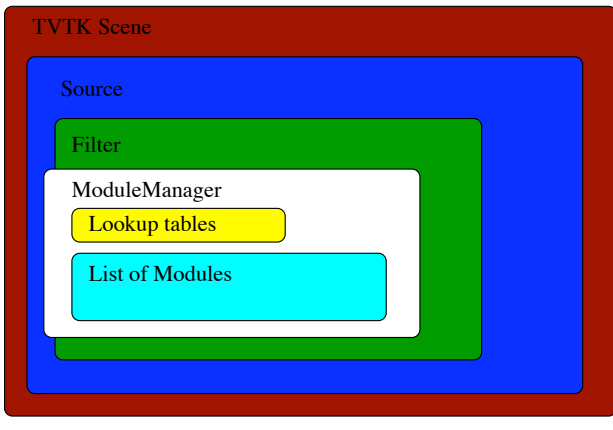 TVTK Scene
Source
Filter
ModuleManager
Lookup tables
List of Modules